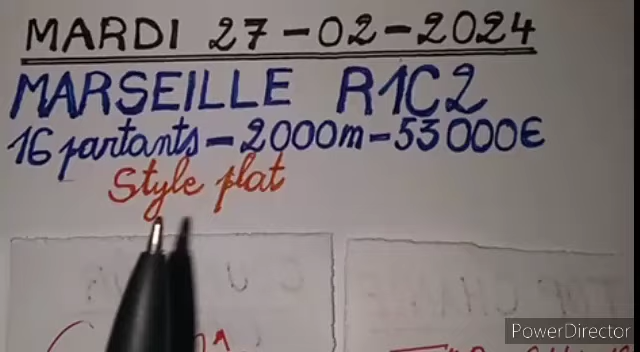 MARDI 27-02-2024
MARSEILLE R1C2
16 partants - 2000m - 53000€
Style plat
PowerDirector